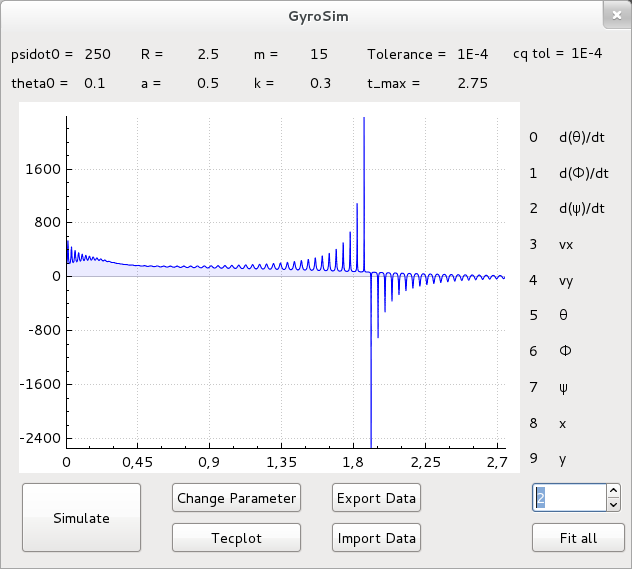 GyroSim
psidot0 = 250 R = 2.5 m = 15 Tolerance = 1E-4 cq tol = 1E-4
theta0 = 0.1 a = 0.5 k = 0.3 t_max = 2.75
1600
800
0
-800
-1600
-2400
0 0,45 0,9 1,35 1,8 2,25 2,7
0 d(θ)/dt
1 d(Φ)/dt
2 d(ψ)/dt
3 vx
4 vy
5 θ
6 Φ
7 ψ
8 x
9 y
Simulate
Change Parameter
Export Data
2
Tecplot
Import Data
Fit all